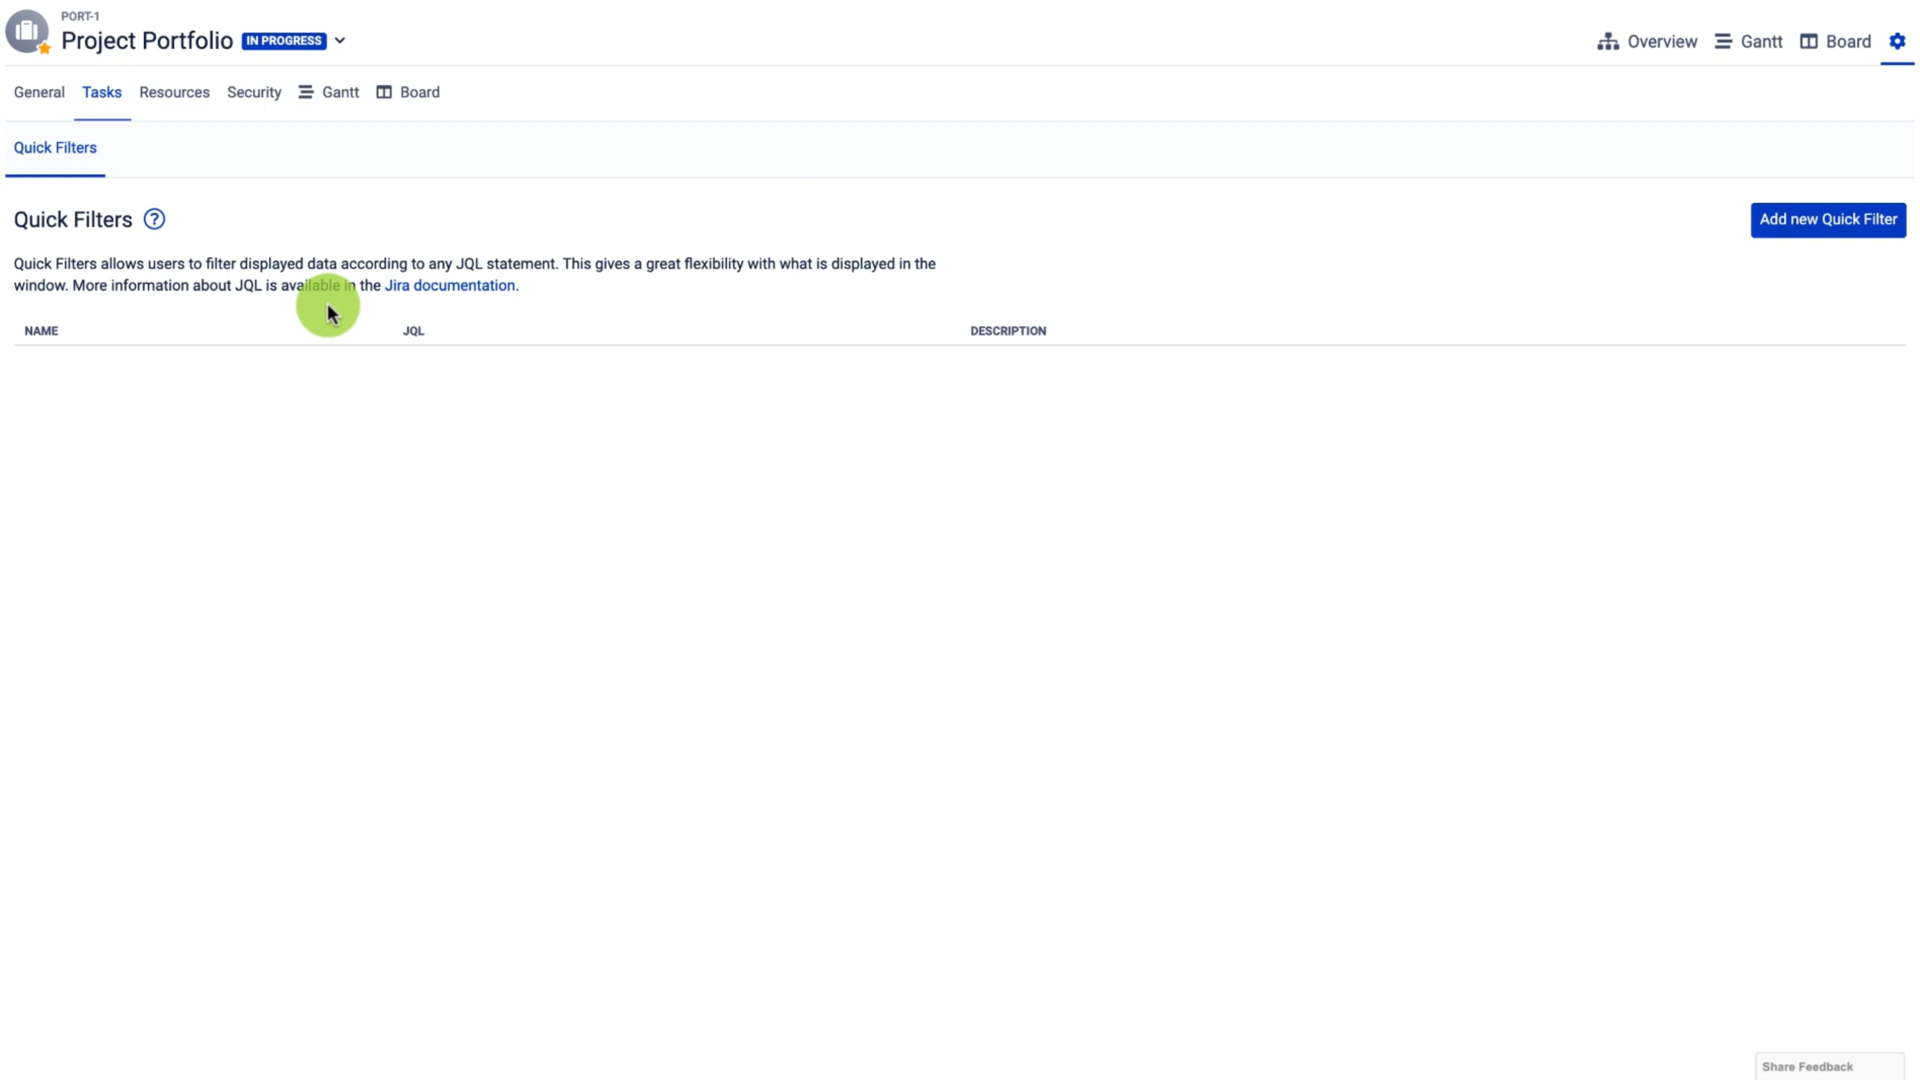 PORT-1
Project Portfolio IN PROGRESS
Overview Gantt Board
General Tasks Resources Security Gantt Board
Quick Filters
Quick Filters ?
Add new Quick Filter
Quick Filters allows users to filter displayed data according to any JQL statement. This gives a great flexibility with what is displayed in the
window. More information about JQL is available in the Jira documentation.
NAME JQL DESCRIPTION
Share Feedback